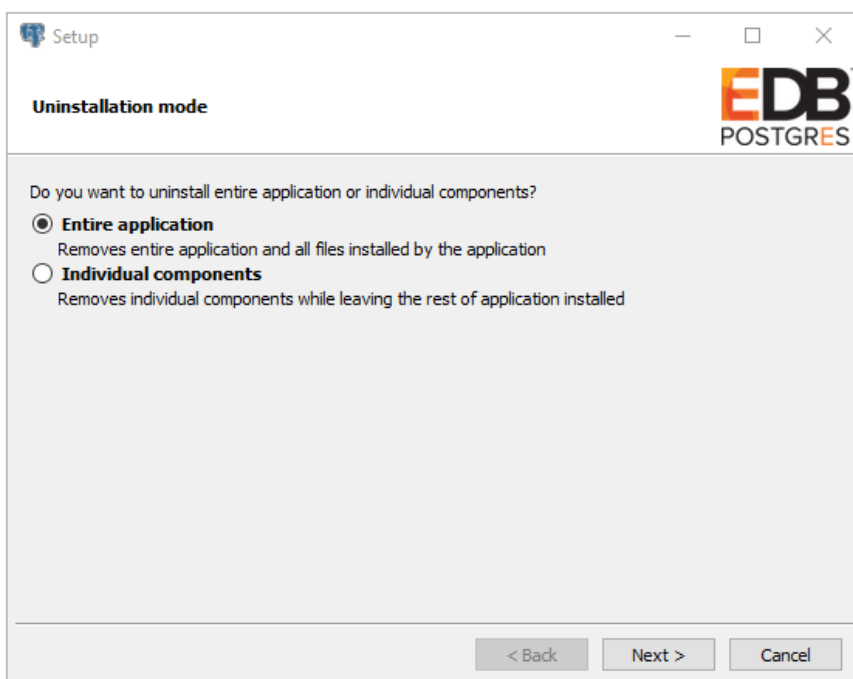 Setup
Uninstallation mode
EDB
POSTGRES
Do you want to uninstall entire application or individual components?
Entire application
Removes entire application and all files installed by the application
Individual components
Removes individual components while leaving the rest of application installed
< Back Next > Cancel